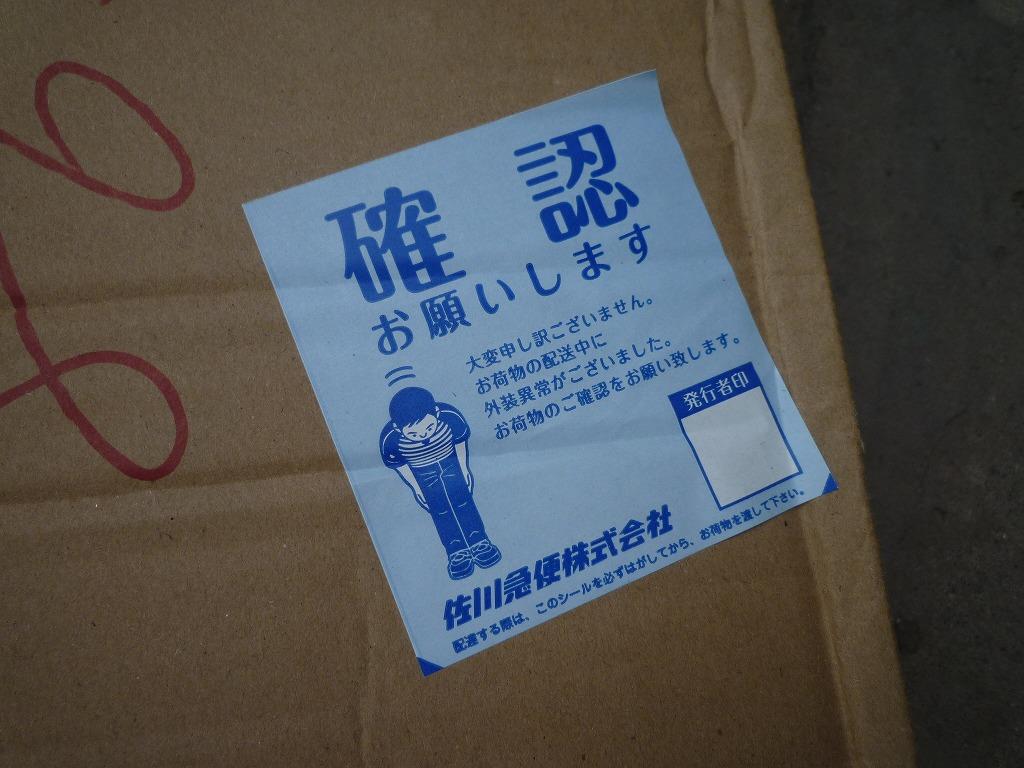 確認
お願いします
大変申し訳ございません。
お荷物の配送中に
外装異常がございました。
お荷物のご確認をお願い致します。
発行者印
佐川急便株式会社
配達する際は、このシールを必ずはがしてから、お荷物を渡して下さい。